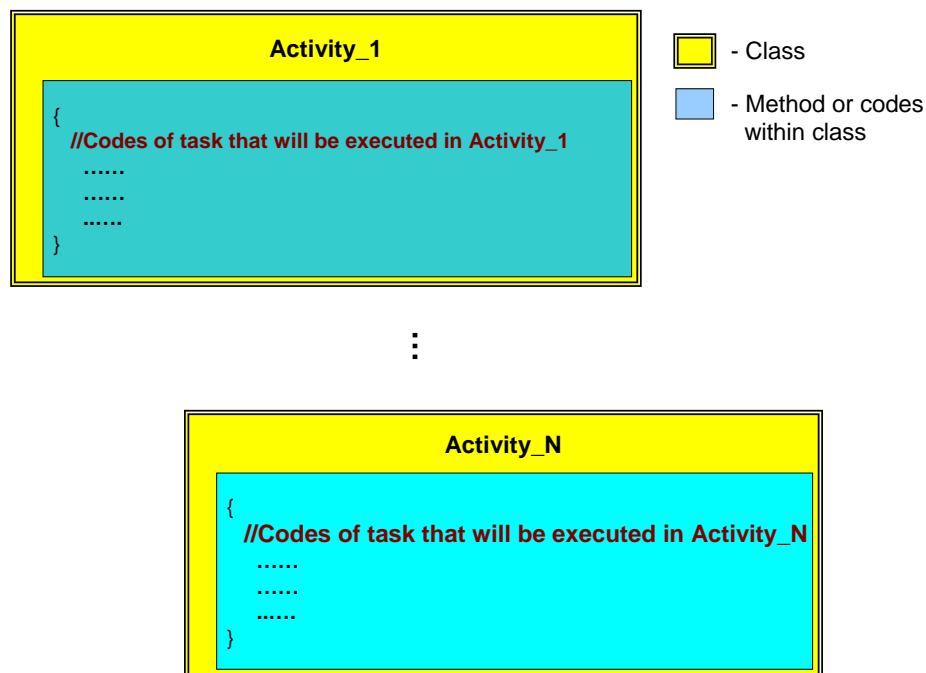 Activity_1
{
//Codes of task that will be executed in Activity_1
……
……
..….
}
- Class
- Method or codes
within class
⋮
Activity_N
{
//Codes of task that will be executed in Activity_N
……
……
...….
}